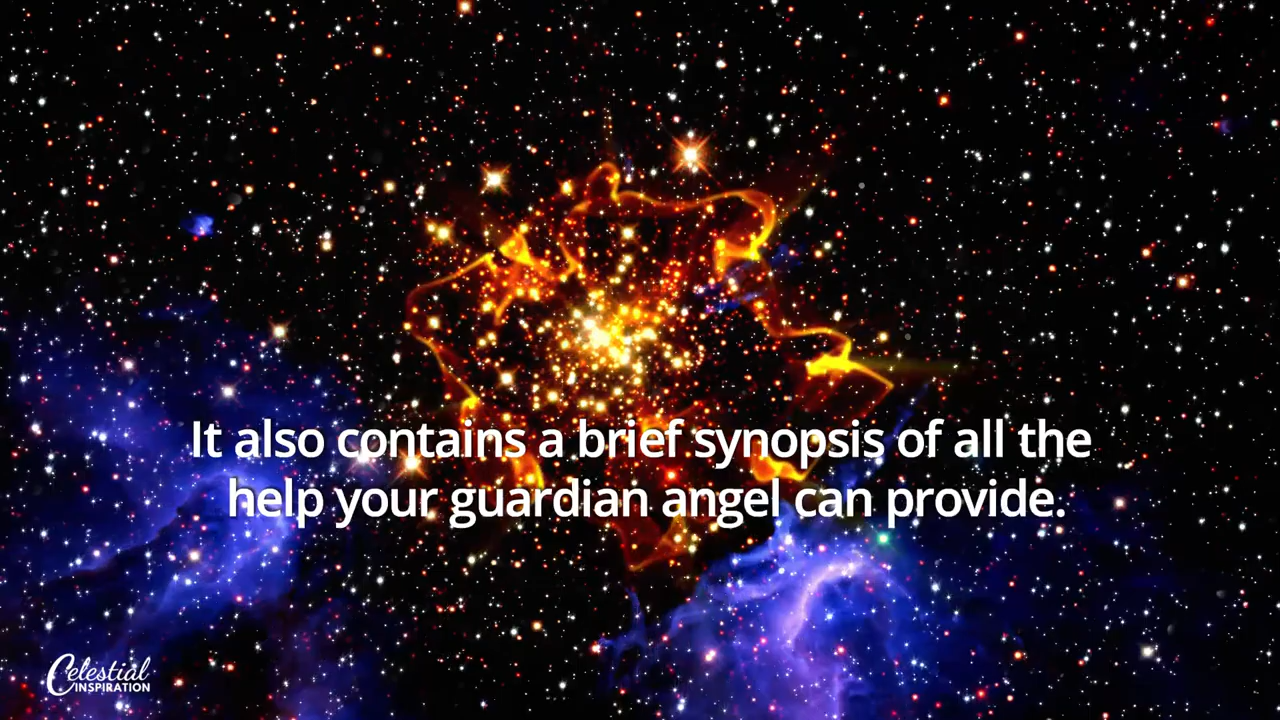 It also contains a brief synopsis of all the
help your guardian angel can provide.
Celestial
INSPIRATION